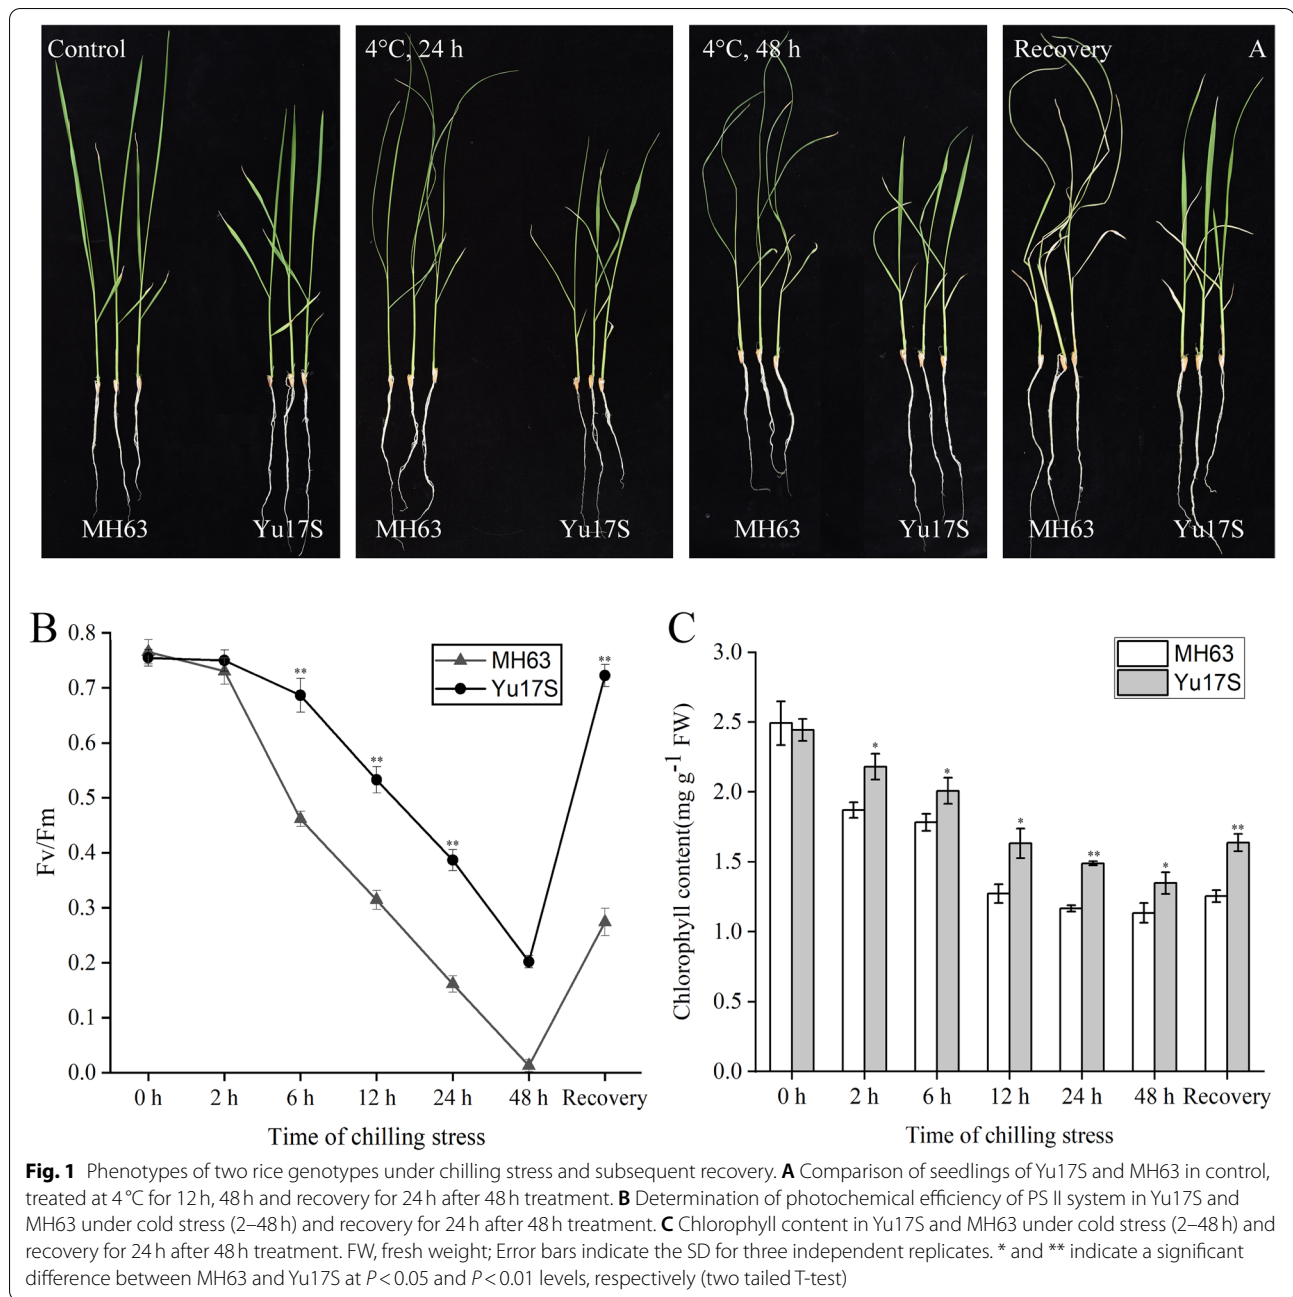 Control
4°C, 24 h
4°C, 48 h
Recovery
A
MH63
Yu17S
MH63
Yu17S
MH63
Yu17S
MH63
Yu17S
B
0.8
0.7
0.6
0.5
0.4
0.3
0.2
0.1
0.0
Fv/Fm
MH63
Yu17S
**
**
**
**
0 h 2 h 6 h 12 h 24 h 48 h Recovery
Time of chilling stress
C
3.0
2.5
2.0
1.5
1.0
0.5
0.0
Chlorophyll content(mg g-1 FW)
MH63
Yu17S
*
*
*
**
*
**
0 h 2 h 6 h 12 h 24 h 48 h Recovery
Time of chilling stress
Fig. 1 Phenotypes of two rice genotypes under chilling stress and subsequent recovery. A Comparison of seedlings of Yu17S and MH63 in control,
treated at 4 °C for 12 h, 48 h and recovery for 24 h after 48 h treatment. B Determination of photochemical efficiency of PS II system in Yu17S and
MH63 under cold stress (2–48 h) and recovery for 24 h after 48 h treatment. C Chlorophyll content in Yu17S and MH63 under cold stress (2–48 h) and
recovery for 24 h after 48 h treatment. FW, fresh weight; Error bars indicate the SD for three independent replicates. * and ** indicate a significant
difference between MH63 and Yu17S at P < 0.05 and P < 0.01 levels, respectively (two tailed T-test)